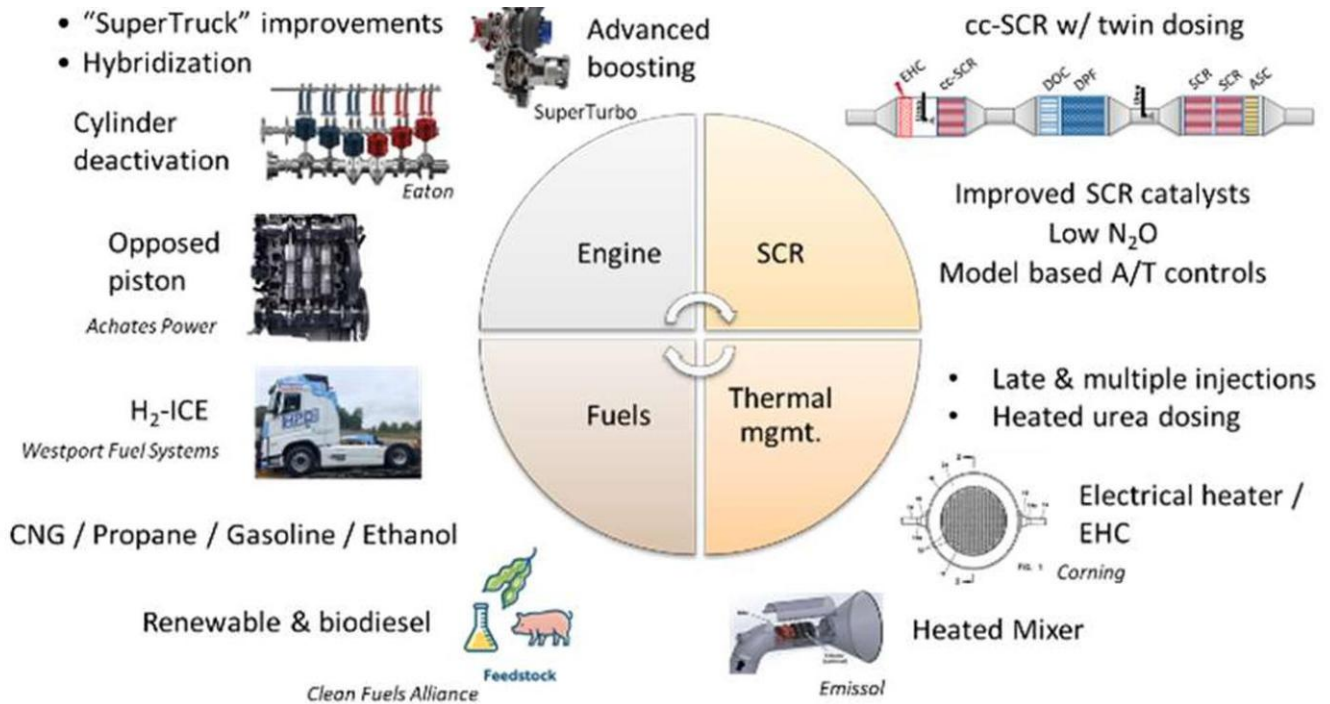 • “SuperTruck” improvements
• Hybridization
Cylinder
deactivation
Eaton
Advanced
boosting
SuperTurbo
Opposed
piston
Achates Power
H₂-ICE
Westport Fuel Systems
HPDI
CNG / Propane / Gasoline / Ethanol
Renewable & biodiesel
Feedstock
Clean Fuels Alliance
Engine
SCR
Fuels
Thermal
mgmt.
cc-SCR w/ twin dosing
EHC
cc-SCR
DOC
DPF
SCR
SCR
ASC
Improved SCR catalysts
Low N₂O
Model based A/T controls
• Late & multiple injections
• Heated urea dosing
Electrical heater /
EHC
FIG. 1
Corning
Heated Mixer
Emissol